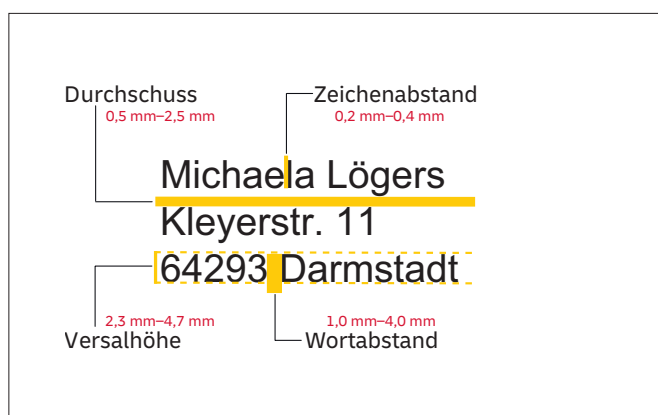 Durchschuss
0,5 mm–2,5 mm
Zeichenabstand
0,2 mm–0,4 mm
Michaela Lögers
Kleyerstr. 11
64293 Darmstadt
2,3 mm–4,7 mm
Versalhöhe
1,0 mm–4,0 mm
Wortabstand